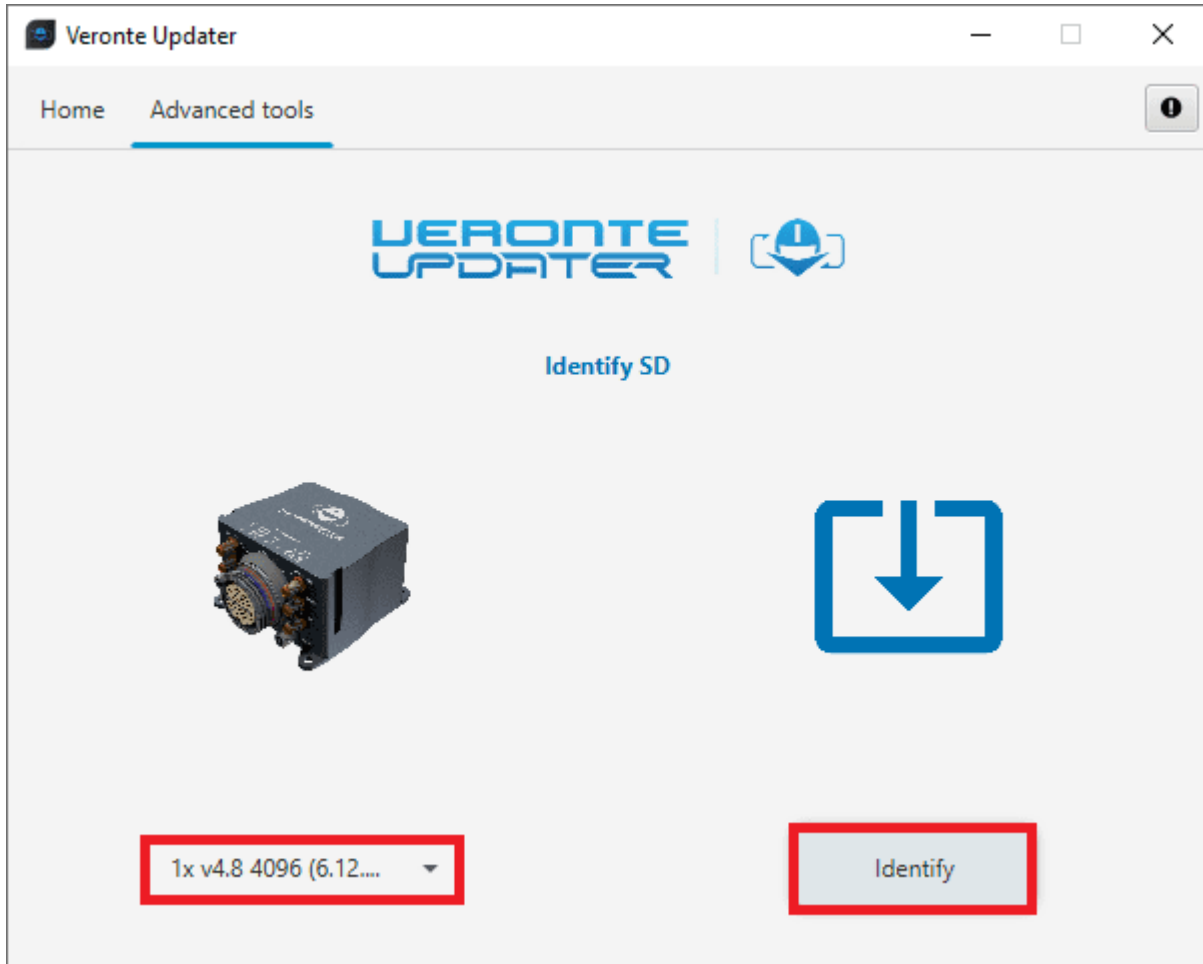 Veronte Updater
Home Advanced tools
VERONTE
UPDATER
Identify SD
1x v4.8 4096 (6.12....
Identify